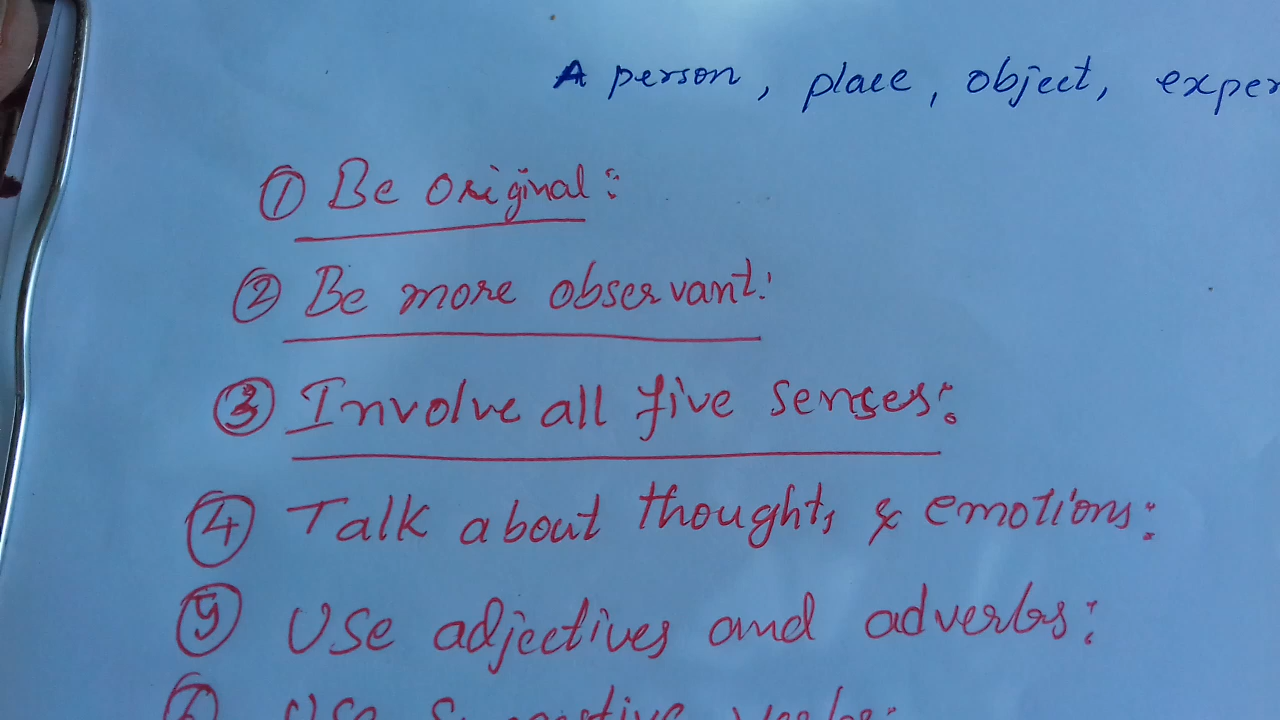 A person, place, object, exper
① Be original:
② Be more observant:
③ Involve all five senses:
④ Talk about thoughts & emotions:
⑤ Use adjectives and adverbs:
Use